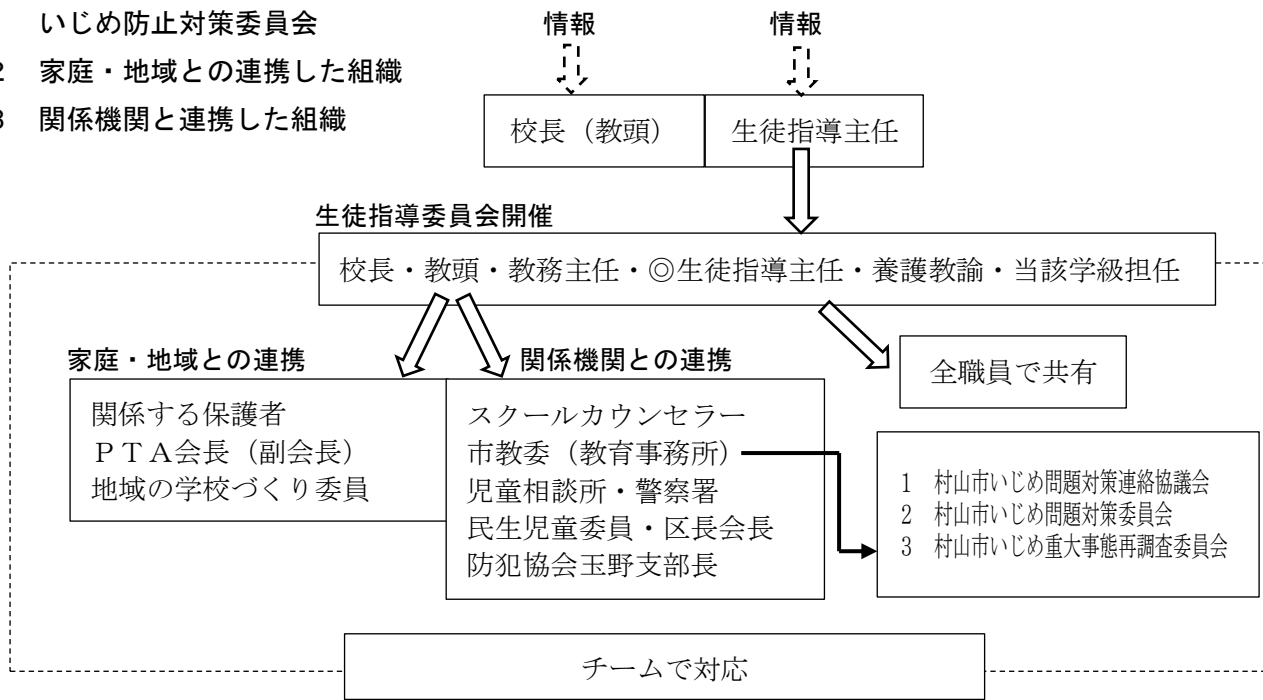 いじめ防止対策委員会
2 家庭・地域との連携した組織
3 関係機関と連携した組織
情報
情報
校長（教頭）
生徒指導主任
生徒指導委員会開催
校長・教頭・教務主任・◎生徒指導主任・養護教諭・当該学級担任
家庭・地域との連携
関係する保護者
ＰＴＡ会長（副会長）
地域の学校づくり委員
関係機関との連携
スクールカウンセラー
市教委（教育事務所）
児童相談所・警察署
民生児童委員・区長会長
防犯協会玉野支部長
全職員で共有
1 村山市いじめ問題対策連絡協議会
2 村山市いじめ問題対策委員会
3 村山市いじめ重大事態再調査委員会
チームで対応